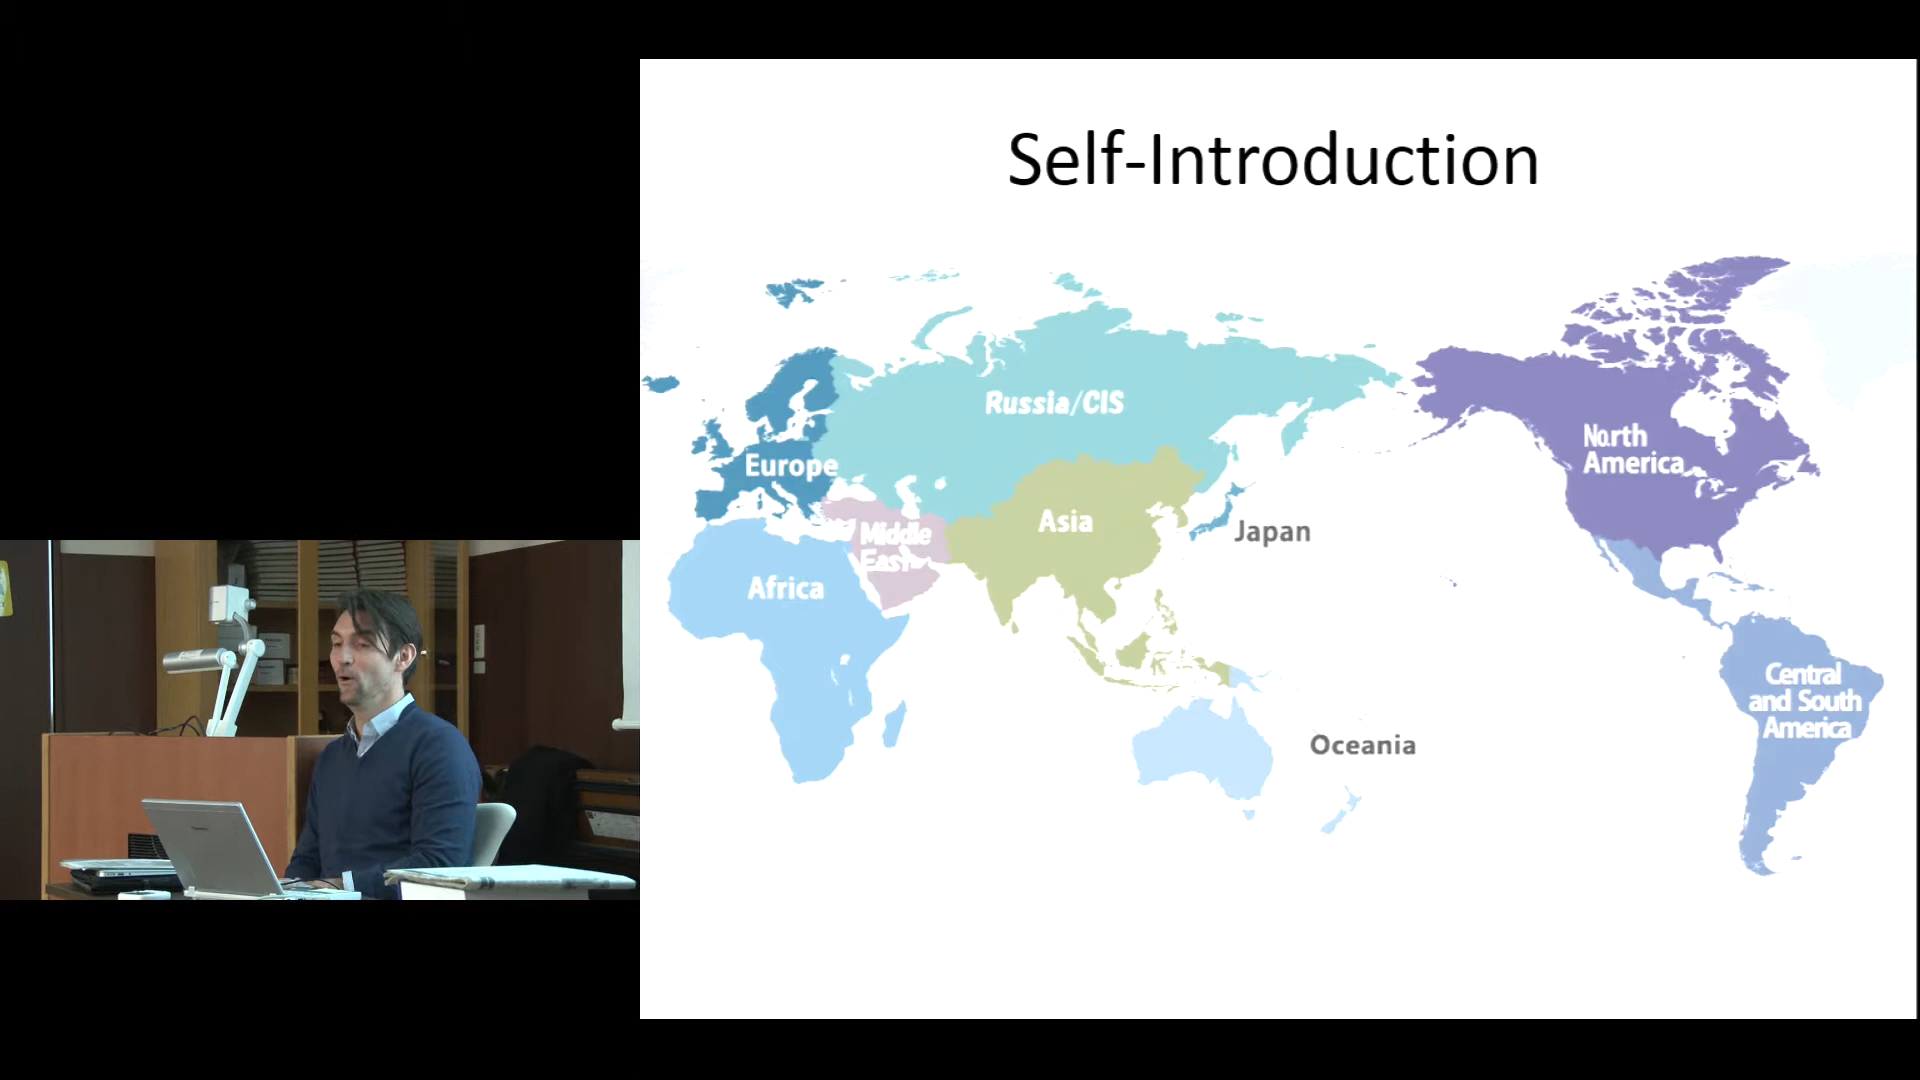 Self-Introduction
Russia/CIS
North
America
Europe
Asia
Japan
Middle
East
Africa
Central
and South
America
Oceania